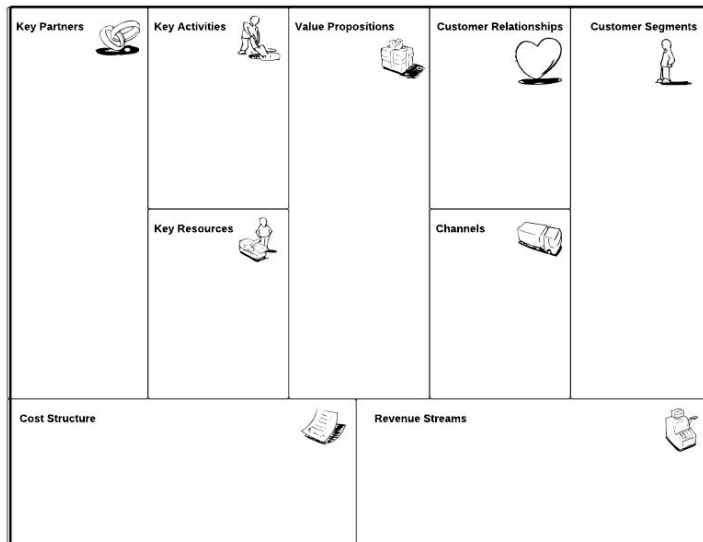 Key Partners
Key Activities
Value Propositions
Customer Relationships
Customer Segments
Key Resources
Channels
Cost Structure
Revenue Streams